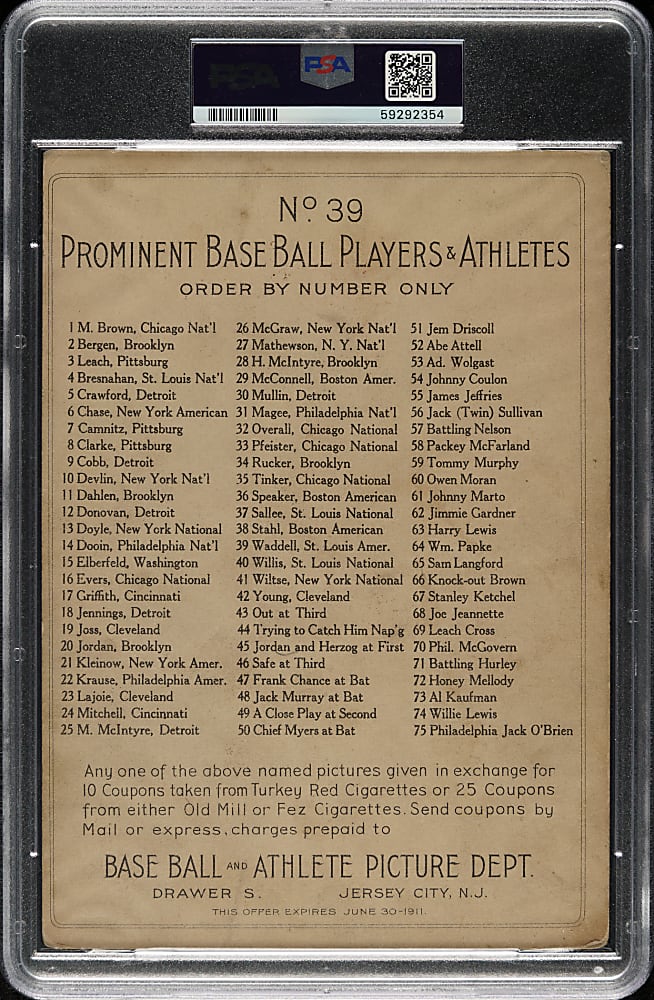 PSA
59292354
Nº 39
PROMINENT BASE BALL PLAYERS & ATHLETES
ORDER BY NUMBER ONLY
1 M. Brown, Chicago Nat'l
2 Bergen, Brooklyn
3 Leach, Pittsburg
4 Bresnahan, St. Louis Nat'l
5 Crawford, Detroit
6 Chase, New York American
7 Camnitz, Pittsburg
8 Clarke, Pittsburg
9 Cobb, Detroit
10 Devlin, New York Nat'l
11 Dahlen, Brooklyn
12 Donovan, Detroit
13 Doyle, New York National
14 Dooin, Philadelphia Nat'l
15 Elberfeld, Washington
16 Evers, Chicago National
17 Griffith, Cincinnati
18 Jennings, Detroit
19 Joss, Cleveland
20 Jordan, Brooklyn
21 Kleinow, New York Amer.
22 Krause, Philadelphia Amer.
23 Lajoie, Cleveland
24 Mitchell, Cincinnati
25 M. McIntyre, Detroit
26 McGraw, New York Nat'l
27 Mathewson, N. Y. Nat'l
28 H. McIntyre, Brooklyn
29 McConnell, Boston Amer.
30 Mullin, Detroit
31 Magee, Philadelphia Nat'l
32 Overall, Chicago National
33 Pfeister, Chicago National
34 Rucker, Brooklyn
35 Tinker, Chicago National
36 Speaker, Boston American
37 Sallee, St. Louis National
38 Stahl, Boston American
39 Waddell, St. Louis Amer.
40 Willis, St. Louis National
41 Wiltse, New York National
42 Young, Cleveland
43 Out at Third
44 Trying to Catch Him Nap'g
45 Jordan and Herzog at First
46 Safe at Third
47 Frank Chance at Bat
48 Jack Murray at Bat
49 A Close Play at Second
50 Chief Myers at Bat
51 Jem Driscoll
52 Abe Attell
53 Ad. Wolgast
54 Johnny Coulon
55 James Jeffries
56 Jack (Twin) Sullivan
57 Battling Nelson
58 Packey McFarland
59 Tommy Murphy
60 Owen Moran
61 Johnny Marto
62 Jimmie Gardner
63 Harry Lewis
64 Wm. Papke
65 Sam Langford
66 Knock-out Brown
67 Stanley Ketchel
68 Joe Jeannette
69 Leach Cross
70 Phil. McGovern
71 Battling Hurley
72 Honey Mellody
73 Al Kaufman
74 Willie Lewis
75 Philadelphia Jack O'Brien
Any one of the above named pictures given in exchange for
10 Coupons taken from Turkey Red Cigarettes or 25 Coupons
from either Old Mill or Fez Cigarettes. Send coupons by
Mail or express, charges prepaid to
BASE BALL AND ATHLETE PICTURE DEPT.
DRAWER S. JERSEY CITY, N.J.
THIS OFFER EXPIRES JUNE 30-1911.